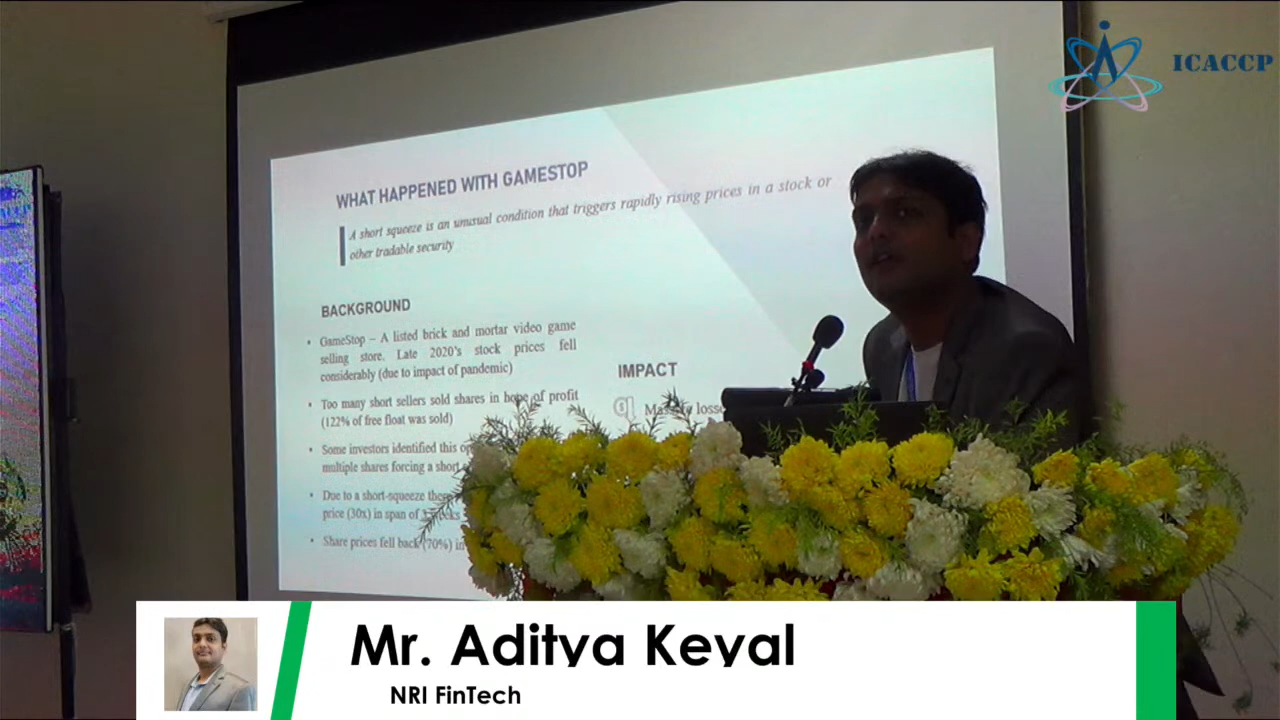 ICACCP
WHAT HAPPENED WITH GAMESTOP
A short squeeze is an unusual condition that triggers rapidly rising prices in a stock or
other tradable security
BACKGROUND
• GameStop – A listed brick and mortar video game
selling store. Late 2020's stock prices fell
considerably (due to impact of pandemic)
• Too many short sellers sold shares in hope of profit
(122% of free float was sold)
• Some investors identified this
multiple shares forcing a short
• Due to a short-squeeze
price (30x) in span of 3 weeks
• Share prices fell back (70%) in
IMPACT
Massive
Mr. Aditya Keyal
NRI FinTech